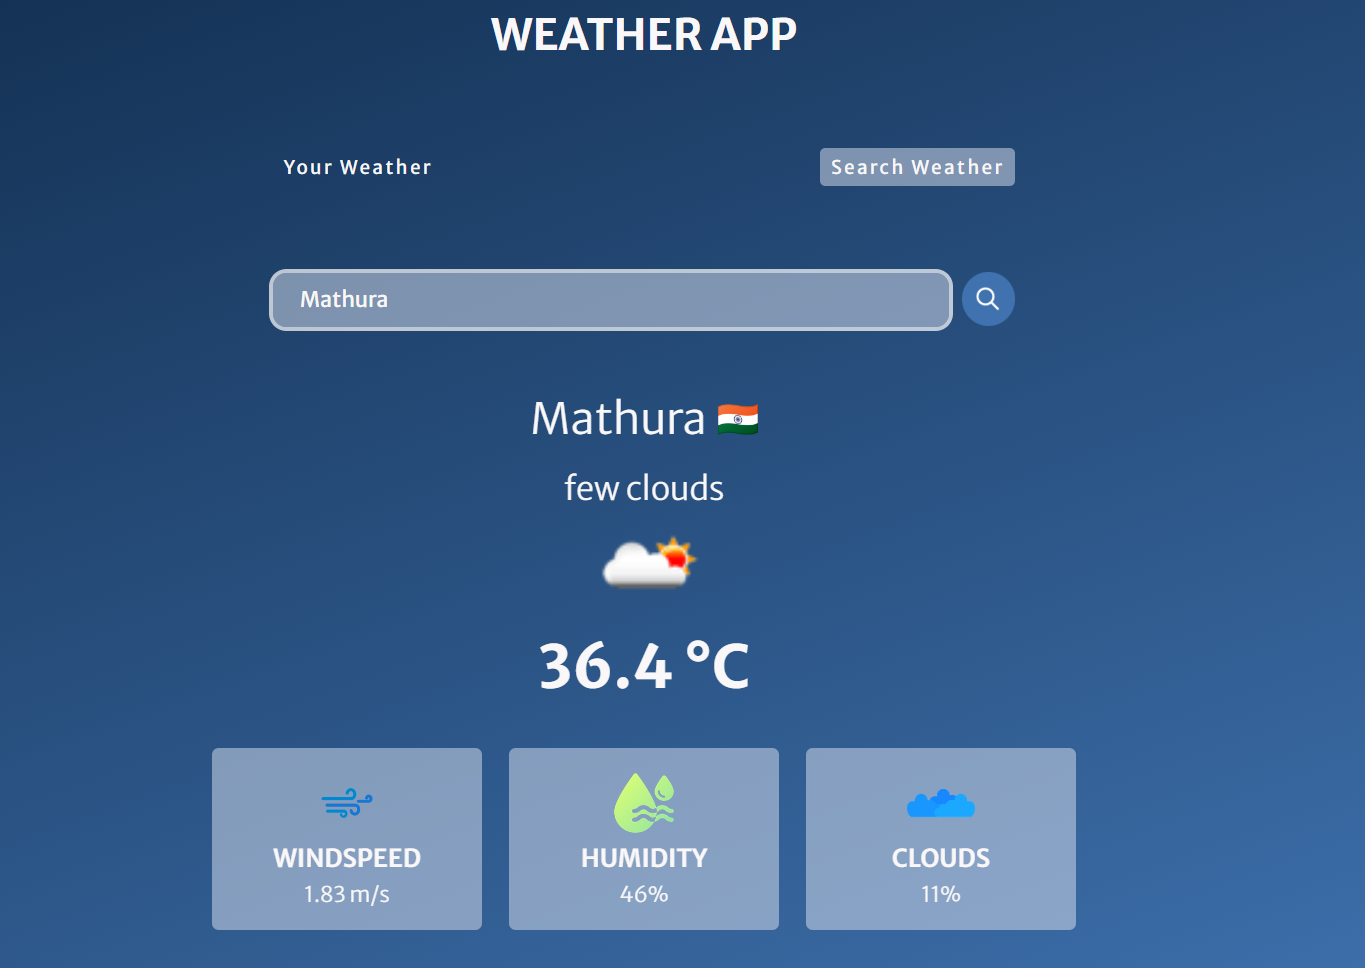 WEATHER APP
Your Weather
Search Weather
Mathura
Mathura
few clouds
36.4 °C
WINDSPEED
1.83 m/s
HUMIDITY
46%
CLOUDS
11%